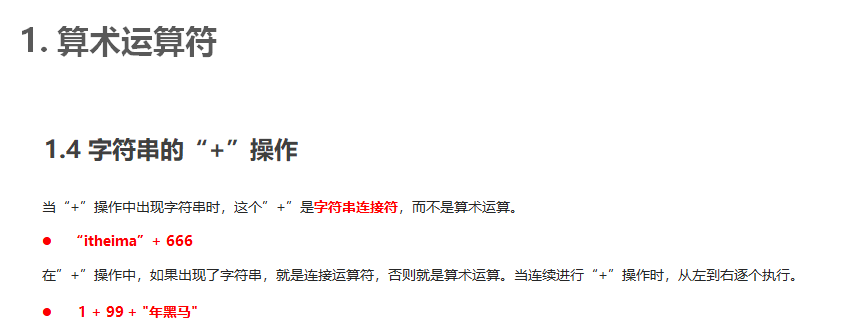 1. 算术运算符
1.4 字符串的“+”操作
当“+”操作中出现字符串时，这个”+”是字符串连接符，而不是算术运算。
● “itheima”+ 666
在”+”操作中，如果出现了字符串，就是连接运算符，否则就是算术运算。当连续进行“+”操作时，从左到右逐个执行。
● 1 + 99 + "年黑马"